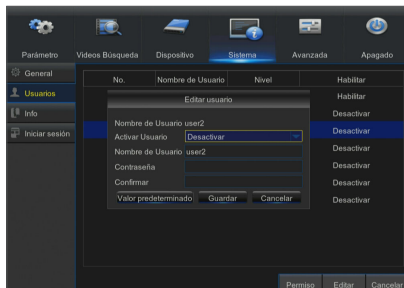 Parámetro Vídeos Búsqueda Dispositivo Sistema Avanzada Apagado
General
Usuarios
Info
Iniciar sesión
No. Nombre de Usuario Nivel Habilitar
Habilitar
Desactivar
Desactivar
Desactivar
Desactivar
Desactivar
Desactivar
Editar usuario
Nombre de Usuario user2
Activar Usuario Desactivar
Nombre de Usuario user2
Contraseña
Confirmar
Valor predeterminado Guardar Cancelar
Permiso Editar Cancelar